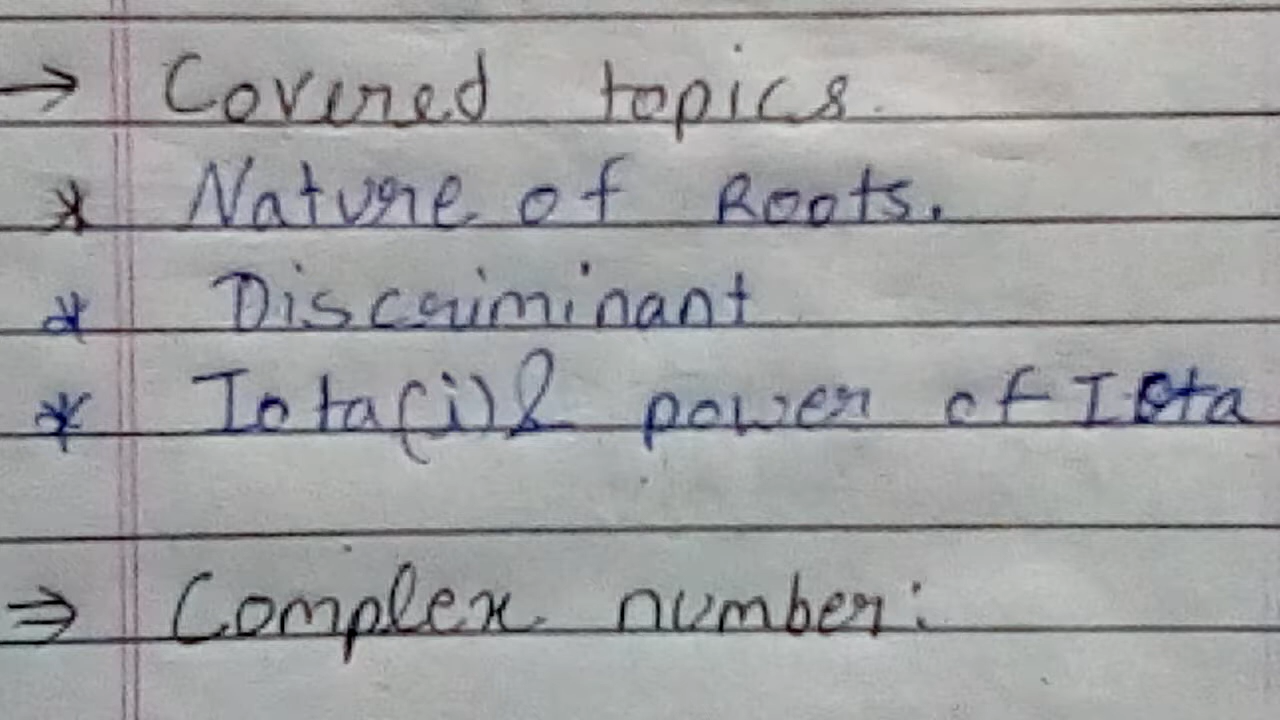 → Covered topics.
* Nature of Roots.
* Discriminant
* Iota(i) & power of Iota
⇒ Complex number: